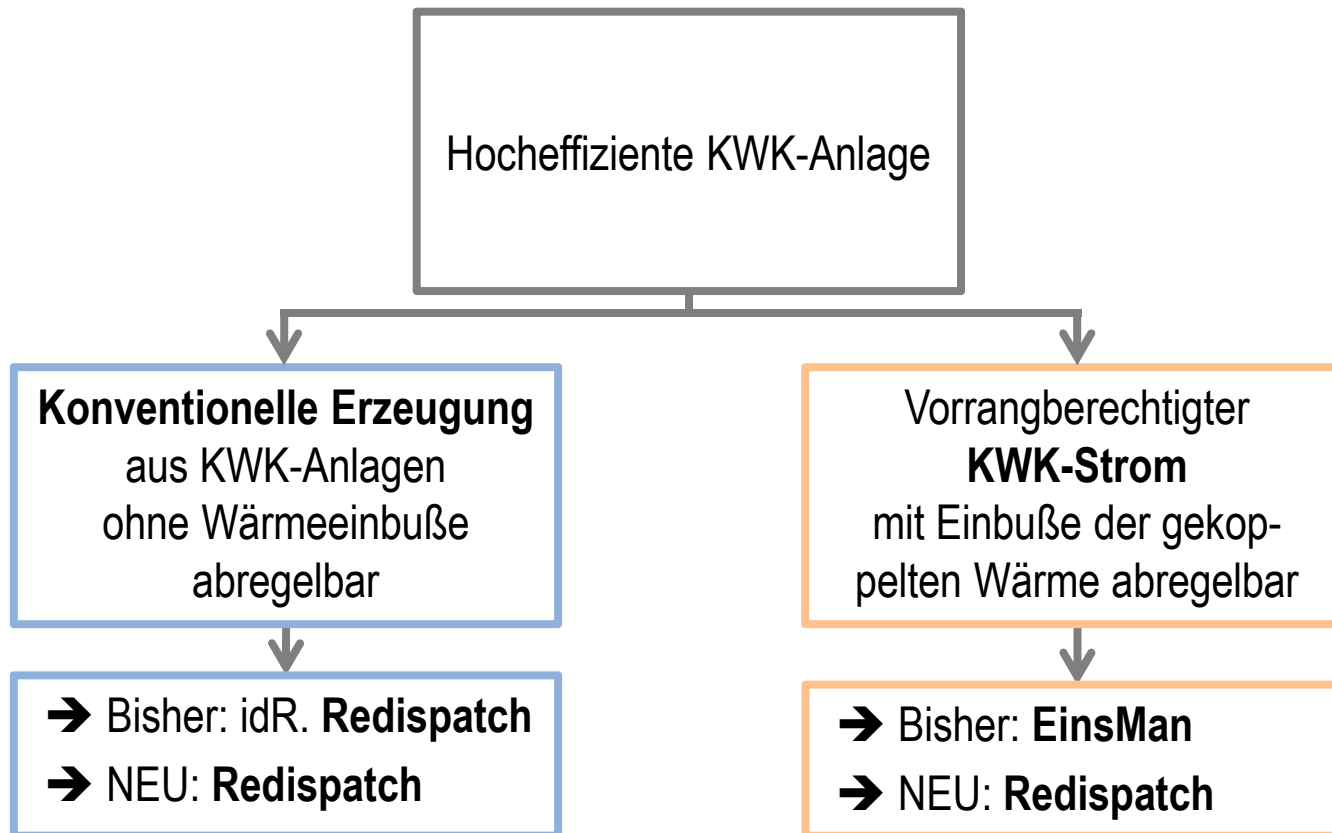 Hocheffiziente KWK-Anlage
Konventionelle Erzeugung
aus KWK-Anlagen
ohne Wärmeeinbuße
abregelbar
➔ Bisher: idR. Redispatch
➔ NEU: Redispatch
Vorrangberechtigter
KWK-Strom
mit Einbuße der gekop-
pelten Wärme abregelbar
➔ Bisher: EinsMan
➔ NEU: Redispatch